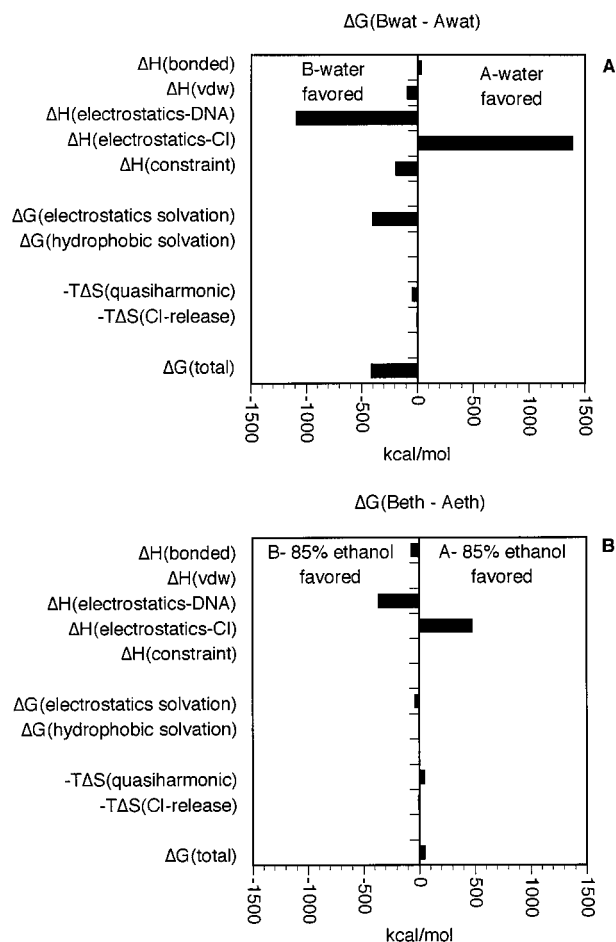 ΔG(Bwat - Awat)
A
ΔH(bonded)
ΔH(vdw)
ΔH(electrostatics-DNA)
ΔH(electrostatics-CI)
ΔH(constraint)
ΔG(electrostatics solvation)
ΔG(hydrophobic solvation)
-TΔS(quasiharmonic)
-TΔS(CI-release)
ΔG(total)
B-water
favored
A-water
favored
-1500
-1000
-500
0
500
1000
1500
kcal/mol
ΔG(Beth - Aeth)
B
ΔH(bonded)
ΔH(vdw)
ΔH(electrostatics-DNA)
ΔH(electrostatics-CI)
ΔH(constraint)
ΔG(electrostatics solvation)
ΔG(hydrophobic solvation)
-TΔS(quasiharmonic)
-TΔS(CI-release)
ΔG(total)
B- 85% ethanol
favored
A- 85% ethanol
favored
-1500
-1000
-500
0
500
1000
1500
kcal/mol